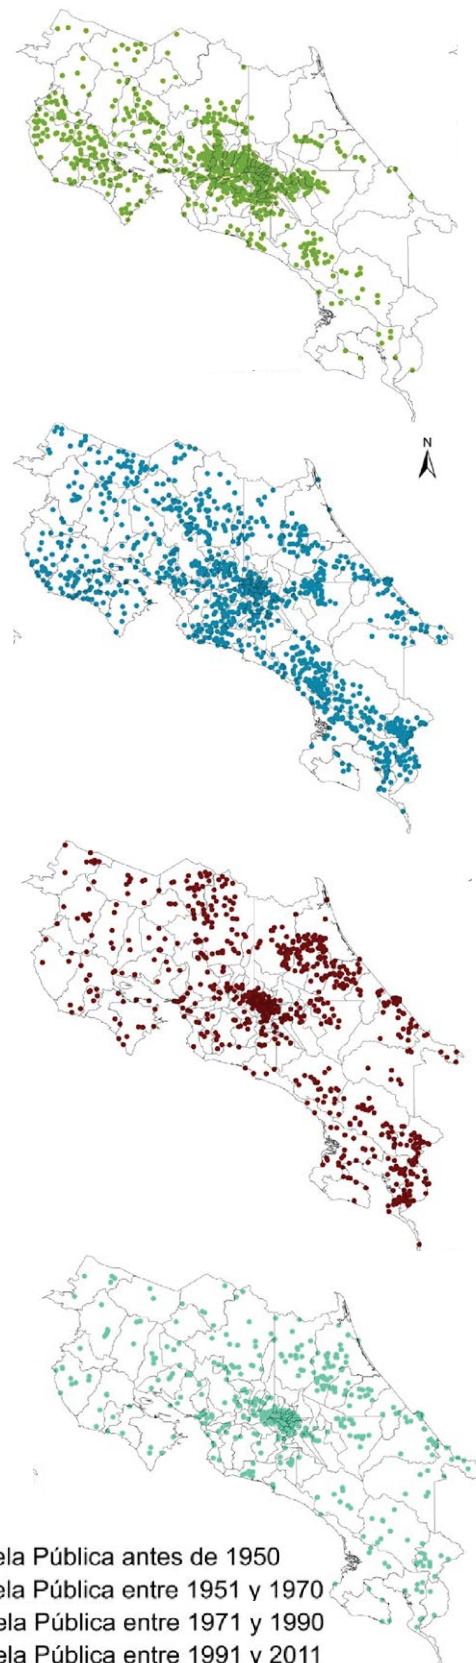 N
ela Pública antes de 1950
ela Pública entre 1951 y 1970
ela Pública entre 1971 y 1990
ela Pública entre 1991 y 2011